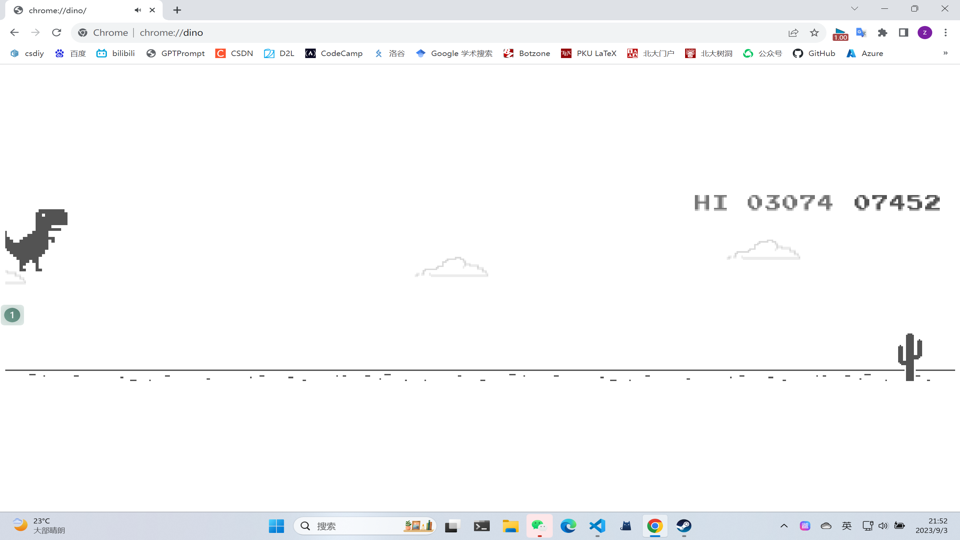 chrome://dino/
Chrome | chrome://dino
1.00
z
csdiy 百度 bilibili GPTPrompt CSDN D2L CodeCamp 洛谷 Google 学术搜索 Botzone PKU LaTeX 北大门户 北大树洞 公众号 GitHub Azure »
HI 03074 07452
1
23°C
大部晴朗
搜索
英
21:52
2023/9/3